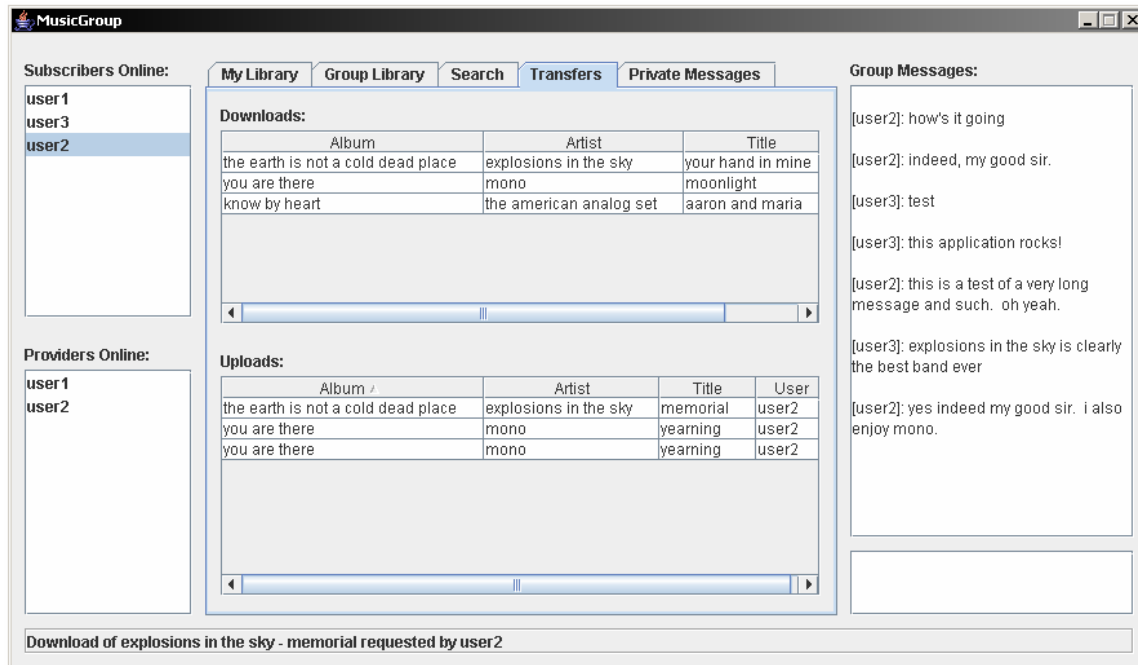 MusicGroup
Subscribers Online:
user1
user3
user2
Providers Online:
user1
user2
My Library Group Library Search Transfers Private Messages
Downloads:
Album Artist Title
the earth is not a cold dead place explosions in the sky your hand in mine
you are there mono moonlight
know by heart the american analog set aaron and maria
Uploads:
Album Artist Title User
the earth is not a cold dead place explosions in the sky memorial user2
you are there mono yearning user2
you are there mono yearning user2
Group Messages:
[user2]: how's it going
[user2]: indeed, my good sir.
[user3]: test
[user3]: this application rocks!
[user2]: this is a test of a very long
message and such.  oh yeah.
[user3]: explosions in the sky is clearly
the best band ever
[user2]: yes indeed my good sir.  i also
enjoy mono.
Download of explosions in the sky - memorial requested by user2